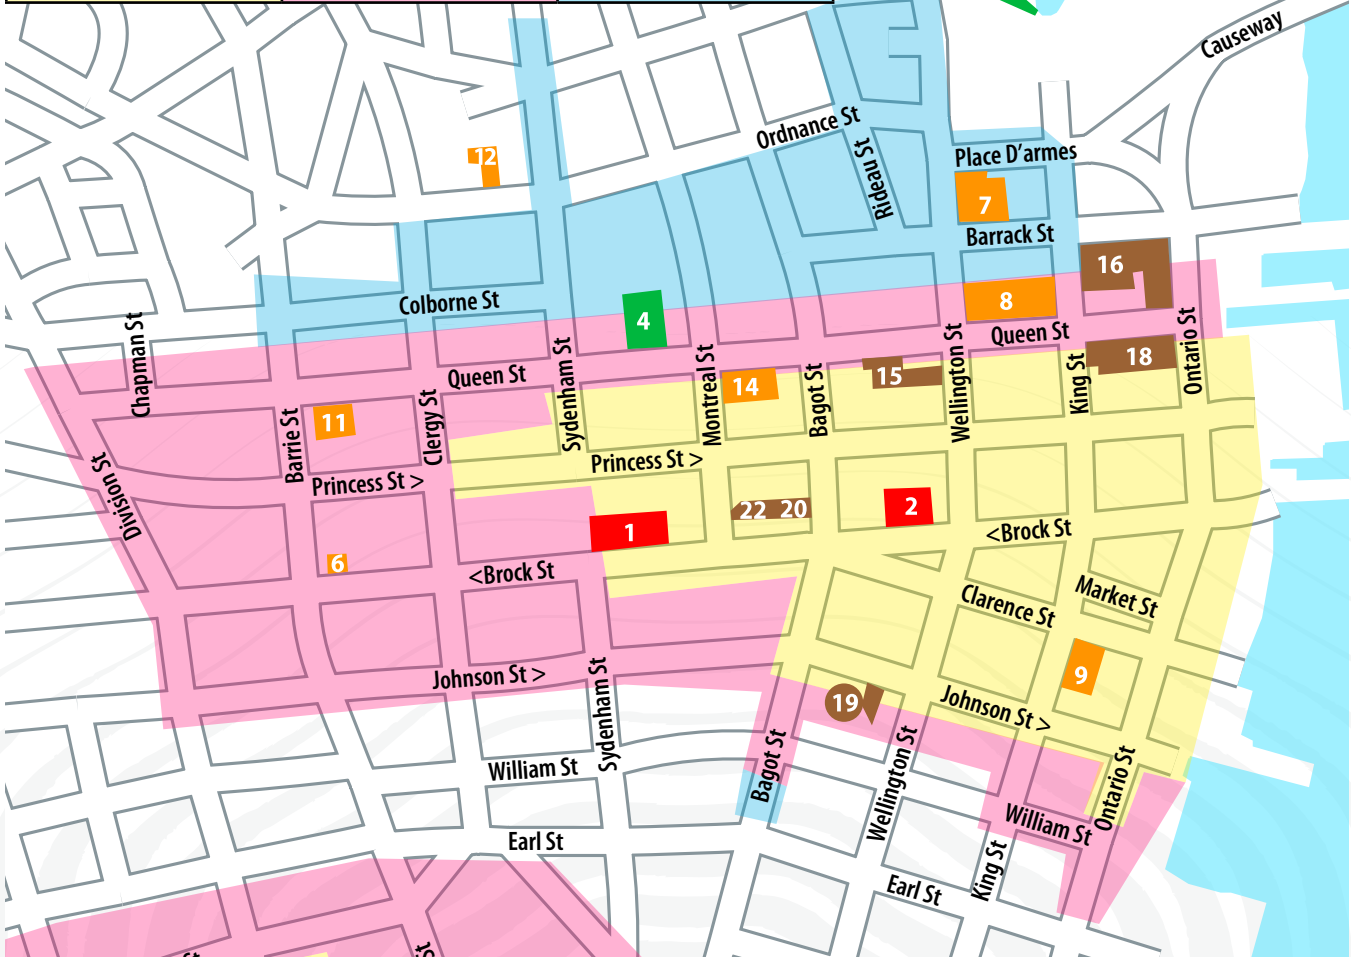 Causeway
Ordnance St
Rideau St
Place D'armes
12
7
Barrack St
16
Colborne St
4
8
Queen St
Chapman St
Sydenham St
Montreal St
Bagot St
Wellington St
King St
Ontario St
18
Queen St
14
15
11
Barrie St
Clergy St
Division St
Princess St >
Princess St >
22 20
2
1
6
<Brock St
<Brock St
Market St
Clarence St
9
Johnson St >
Sydenham St
19
Johnson St >
Bagot St
Wellington St
Ontario St
William St
William St
Earl St
King St
Earl St
St